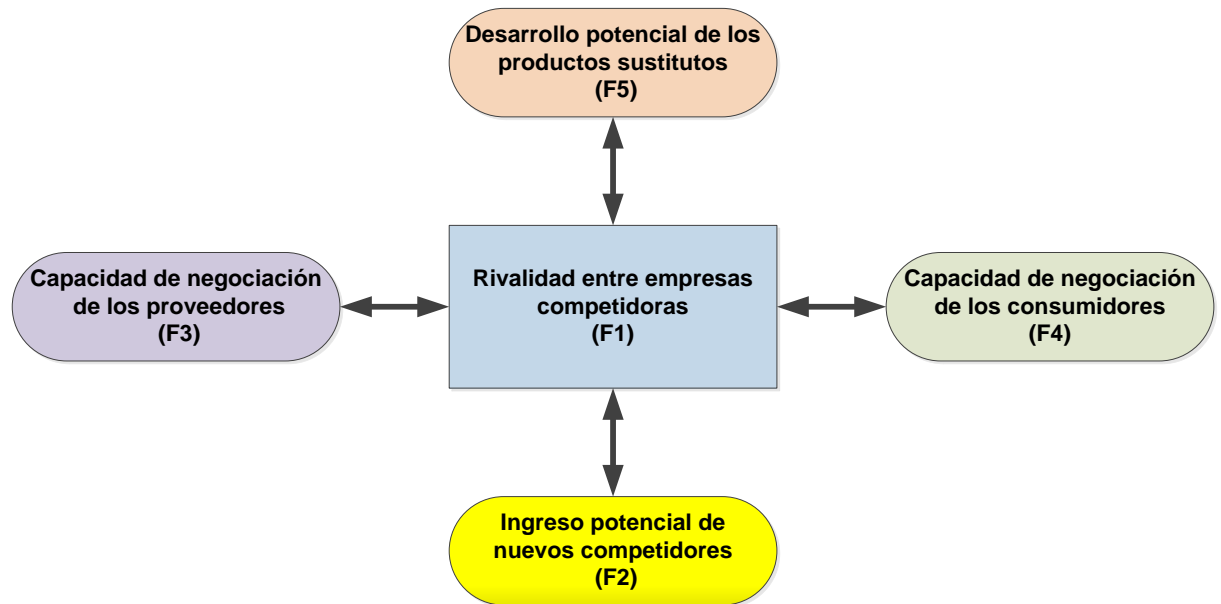 Desarrollo potencial de los
productos sustitutos
(F5)
Capacidad de negociación
de los proveedores
(F3)
Rivalidad entre empresas
competidoras
(F1)
Capacidad de negociación
de los consumidores
(F4)
Ingreso potencial de
nuevos competidores
(F2)